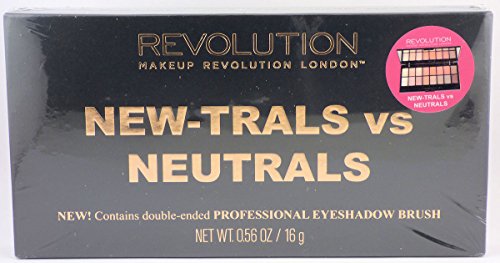 REVOLUTION
MAKEUP REVOLUTION LONDON™
NEW-TRALS vs
NEUTRALS
NEW-TRALS vs
NEUTRALS
NEW! Contains double-ended PROFESSIONAL EYESHADOW BRUSH
NET WT. 0.56 OZ / 16 g